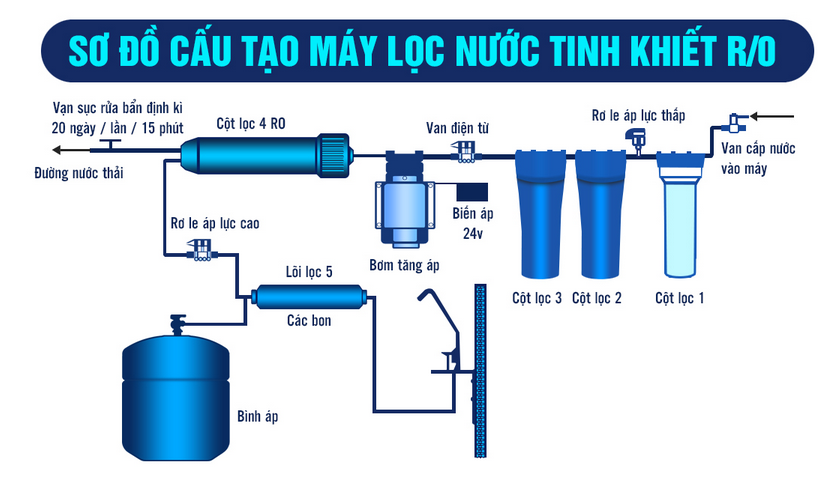 SƠ ĐỒ CẤU TẠO MÁY LỌC NƯỚC TINH KHIẾT R/O
Vạn sục rửa bẩn định kì
20 ngày / lần / 15 phút
Đường nước thải
Cột lọc 4 RO
Van điện từ
Rơ le áp lực thấp
Van cấp nước
vào máy
Biến áp
24v
Rơ le áp lực cao
Bơm tăng áp
Lõi lọc 5
Các bon
Cột lọc 3
Cột lọc 2
Cột lọc 1
Bình áp